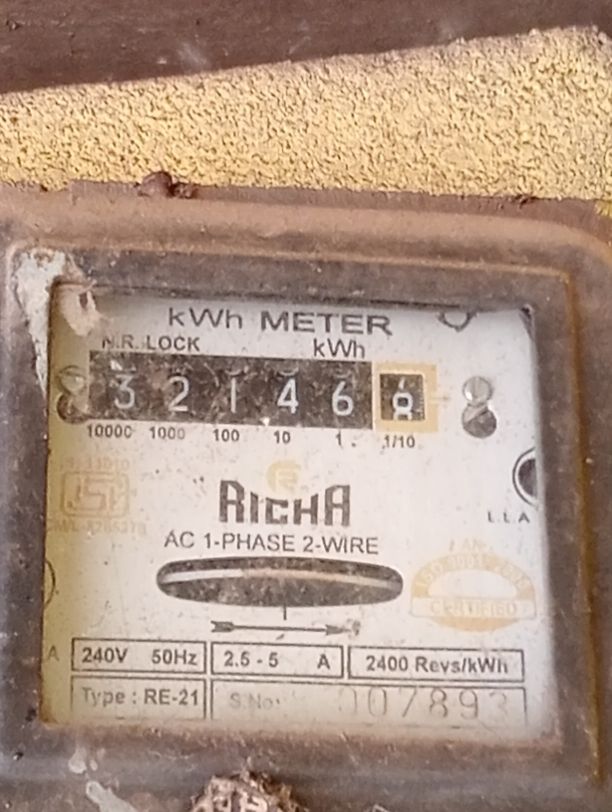 kWh METER
N.R. LOCK kWh
3 2 1 4 6 8
10000 1000 100 10 1 1/10
RICHA
AC 1-PHASE 2-WIRE
L.L.A
CERTIFIED
240V 50Hz 2.5 - 5 A 2400 Revs/kWh
Type : RE-21 S.No: 007893